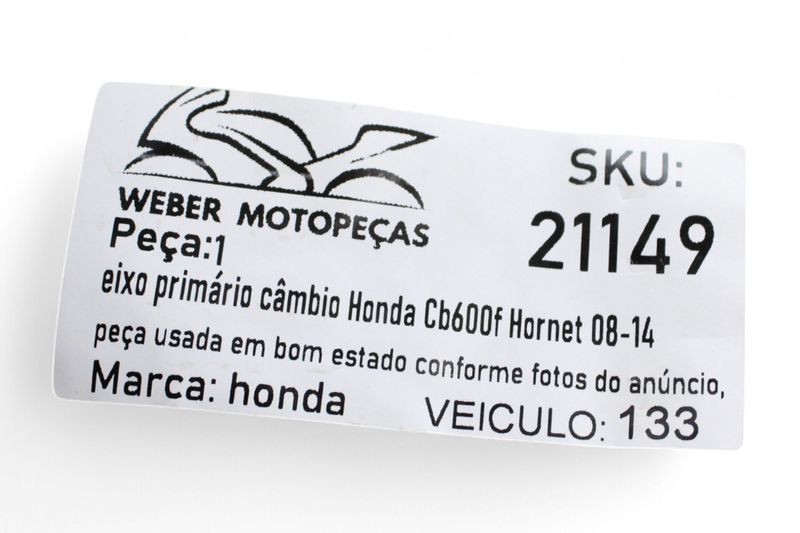 WEBER MOTOPEÇAS
SKU:
21149
Peça:1
eixo primário câmbio Honda Cb600f Hornet 08-14
peça usada em bom estado conforme fotos do anúncio,
Marca: honda
VEICULO: 133